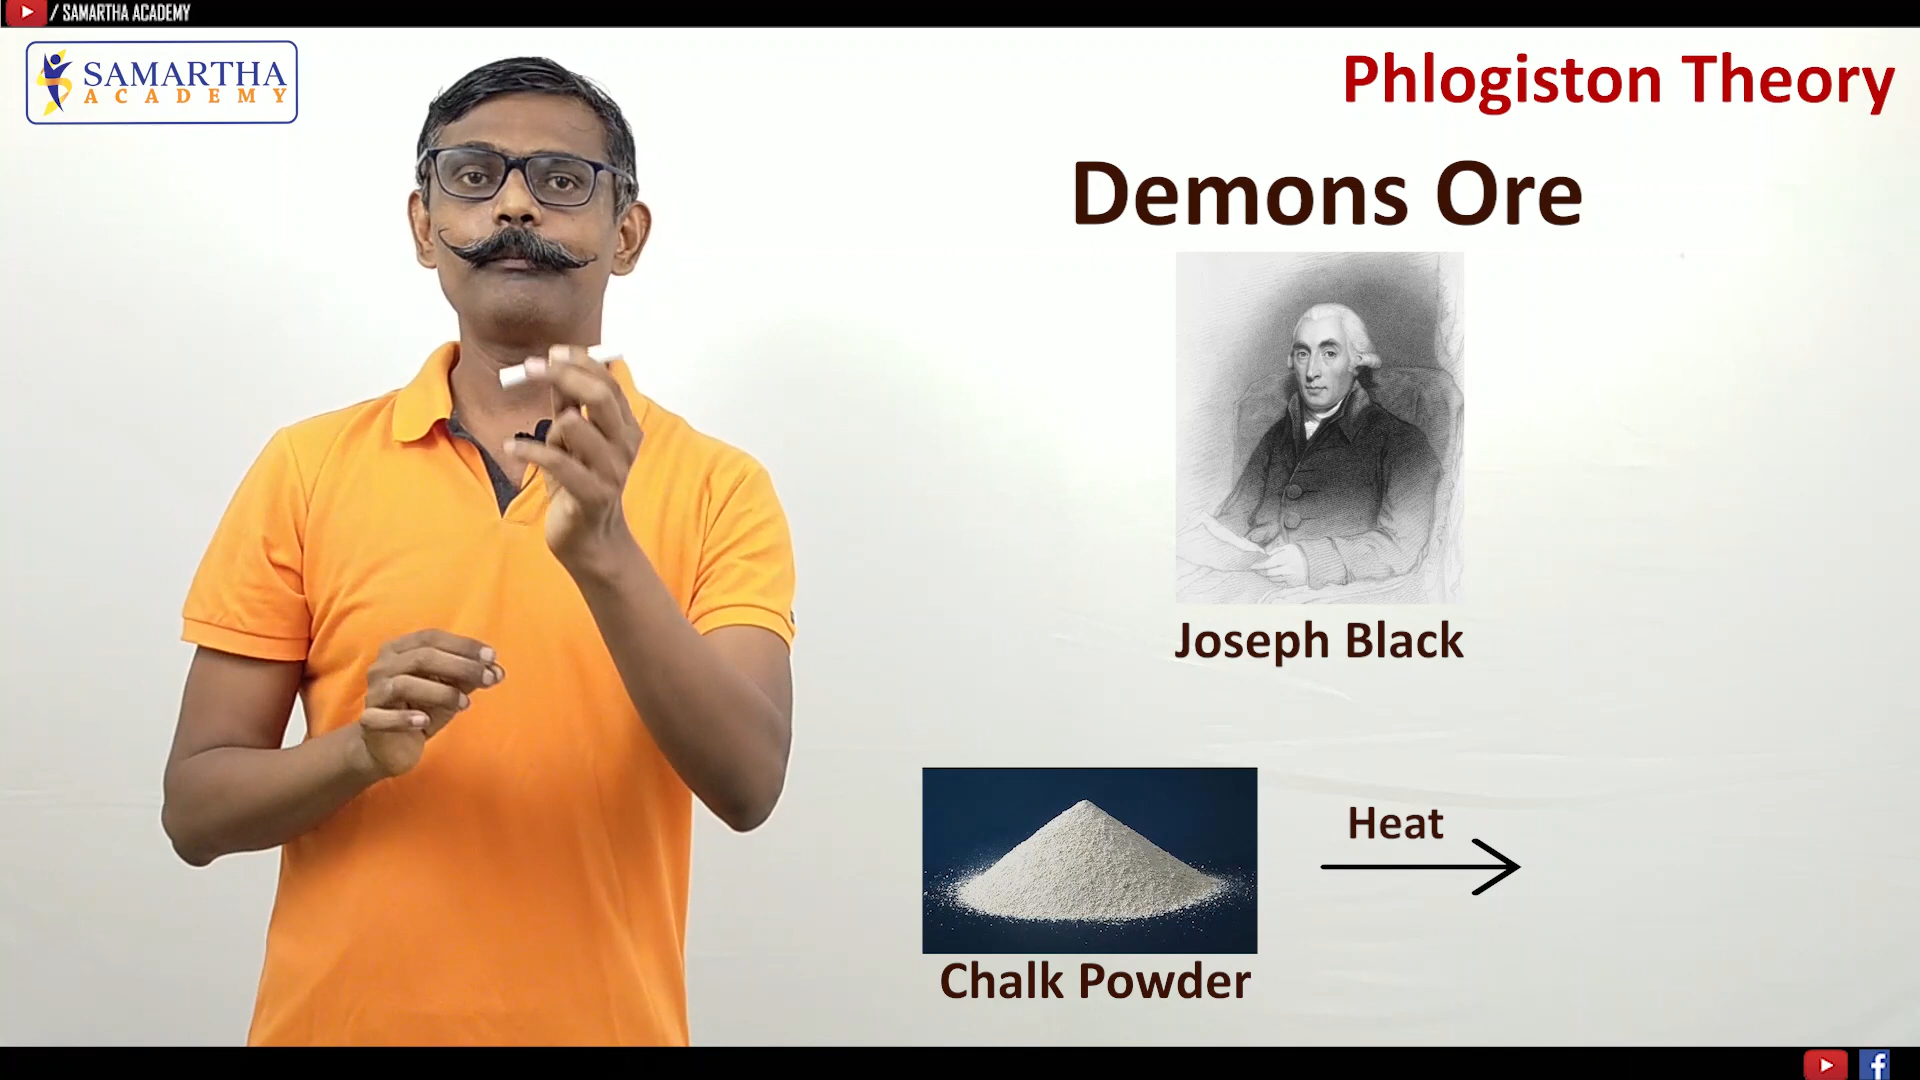 / SAMARTHA ACADEMY
SAMARTHA
ACADEMY
Phlogiston Theory
Demons Ore
Joseph Black
Heat
Chalk Powder